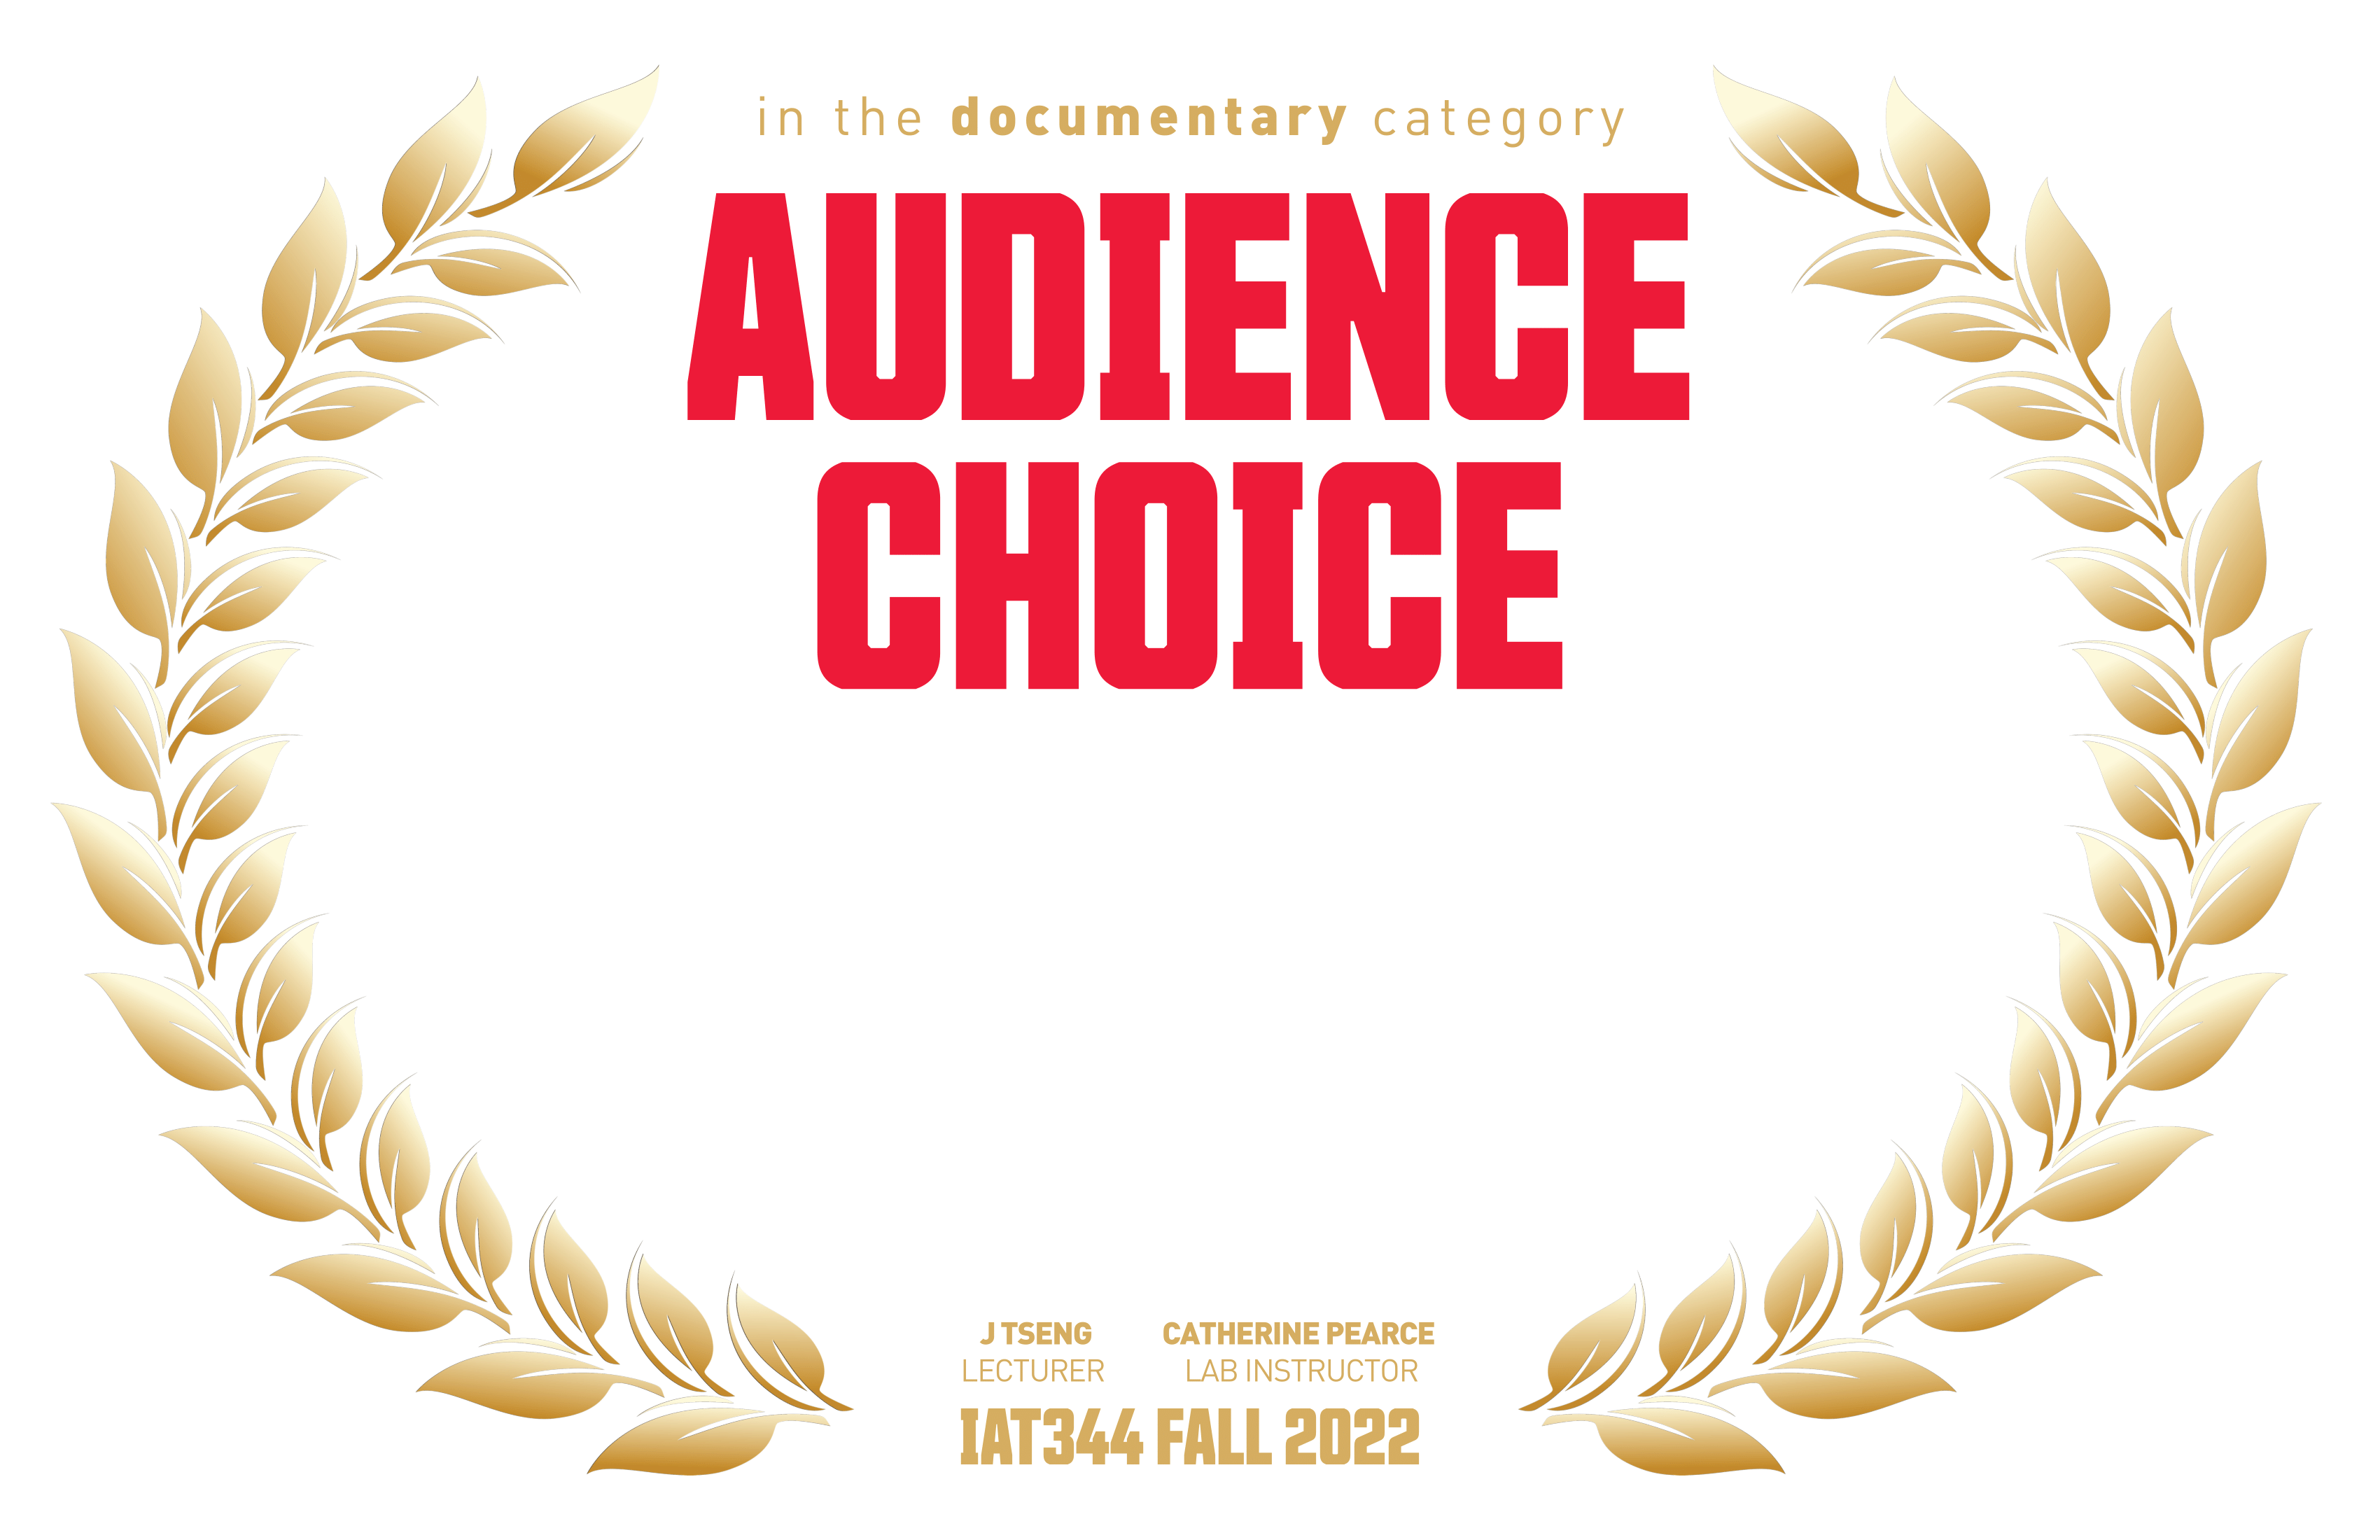 in the documentary category
AUDIENCE
CHOICE
J TSENG CATHERINE PEARCE
LECTURER LAB INSTRUCTOR
IAT344 FALL 2022